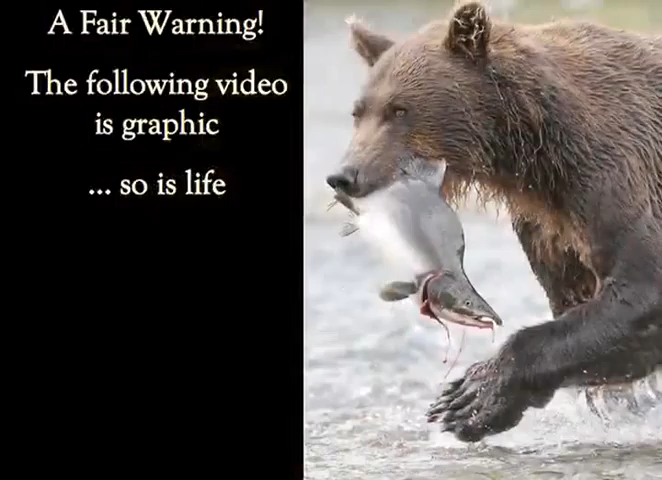 A Fair Warning!
The following video
is graphic
... so is life